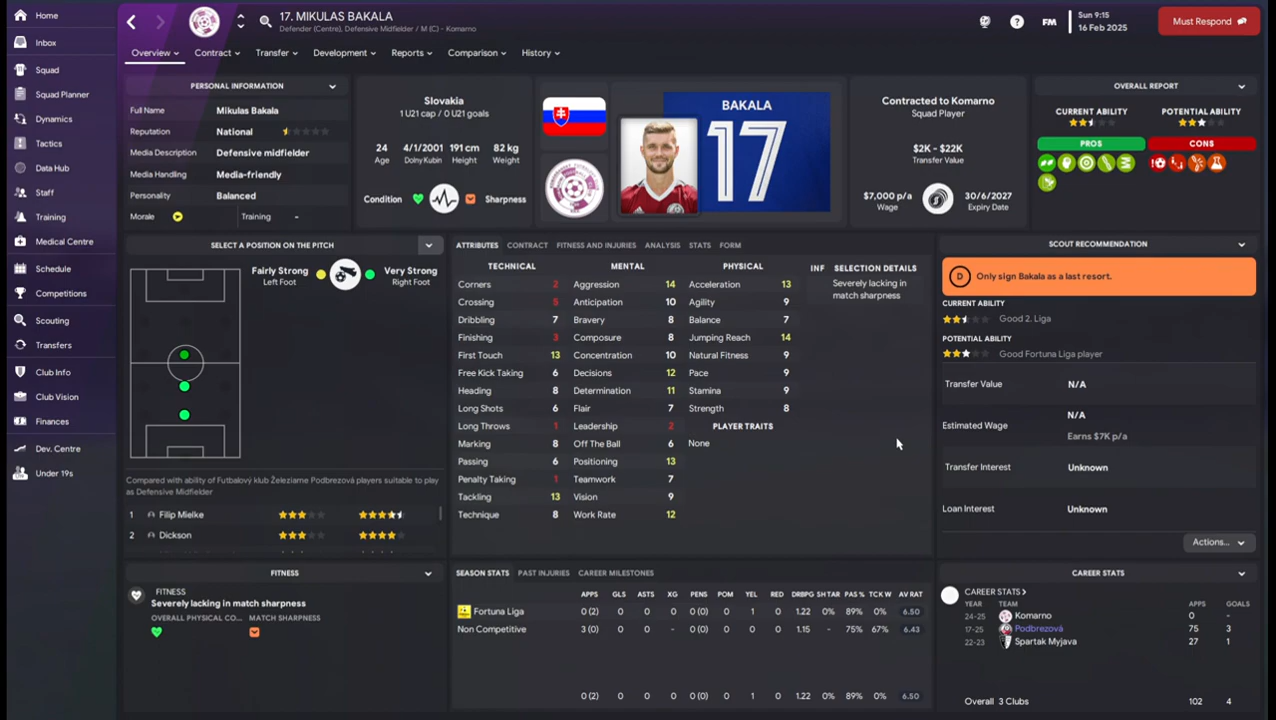 Home
Inbox
Squad
Squad Planner
Dynamics
Tactics
Data Hub
Staff
Training
Medical Centre
Schedule
Competitions
Scouting
Transfers
Club Info
Club Vision
Finances
Dev. Centre
Under 19s
17. MIKULAS BAKALA
Defender (Centre), Defensive Midfielder / M (C) - Komarno
FM
Sun 9:15
16 Feb 2025
Must Respond
Overview Contract Transfer Development Reports Comparison History
PERSONAL INFORMATION
Full Name Mikulas Bakala
Reputation National
Media Description Defensive midfielder
Media Handling Media-friendly
Personality Balanced
Morale Training -
Slovakia
1 U21 cap / 0 U21 goals
24 4/1/2001 191 cm 82 kg
Age Dolny Kubin Height Weight
Condition Sharpness
BAKALA
17
Contracted to Komarno
Squad Player
$2K - $22K
Transfer Value
$7,000 p/a 30/6/2027
Wage Expiry Date
OVERALL REPORT
CURRENT ABILITY POTENTIAL ABILITY
PROS CONS
SELECT A POSITION ON THE PITCH
Fairly Strong Very Strong
Left Foot Right Foot
Compared with ability of Futbalový klub Železiarne Podbrezová players suitable to play
as Defensive Midfielder
1 Filip Mielke
2 Dickson
ATTRIBUTES CONTRACT FITNESS AND INJURIES ANALYSIS STATS FORM
TECHNICAL MENTAL PHYSICAL
Corners 2 Aggression 14 Acceleration 13
Crossing 5 Anticipation 10 Agility 9
Dribbling 7 Bravery 8 Balance 7
Finishing 3 Composure 8 Jumping Reach 14
First Touch 13 Concentration 10 Natural Fitness 9
Free Kick Taking 6 Decisions 12 Pace 9
Heading 8 Determination 11 Stamina 9
Long Shots 6 Flair 7 Strength 8
Long Throws 1 Leadership 2 PLAYER TRAITS
Marking 8 Off The Ball 6 None
Passing 6 Positioning 13
Penalty Taking 1 Teamwork 7
Tackling 13 Vision 9
Technique 8 Work Rate 12
INF SELECTION DETAILS
Severely lacking in
match sharpness
SCOUT RECOMMENDATION
D Only sign Bakala as a last resort.
CURRENT ABILITY
Good 2. Liga
POTENTIAL ABILITY
Good Fortuna Liga player
Transfer Value N/A
Estimated Wage N/A
Earns $7K p/a
Transfer Interest Unknown
Loan Interest Unknown
Actions...
FITNESS
FITNESS
Severely lacking in match sharpness
OVERALL PHYSICAL CO... MATCH SHARPNESS
SEASON STATS PAST INJURIES CAREER MILESTONES
APPS GLS ASTS XG PENS POM YEL RED DRBPG SH TAR PAS % TCK W AV RAT
Fortuna Liga 0 (2) 0 0 0 0 (0) 0 1 0 1.22 0% 89% 0% 6.50
Non Competitive 3 (0) 0 0 - 0 (0) 0 0 0 1.15 - 75% 67% 6.43
0 (2) 0 0 0 0 (0) 0 1 0 1.22 0% 89% 0% 6.50
CAREER STATS
CAREER STATS>
YEAR TEAM APPS GOALS
24-25 Komarno 0 -
17-25 Podbrezová 75 3
22-23 Spartak Myjava 27 1
Overall 3 Clubs 102 4